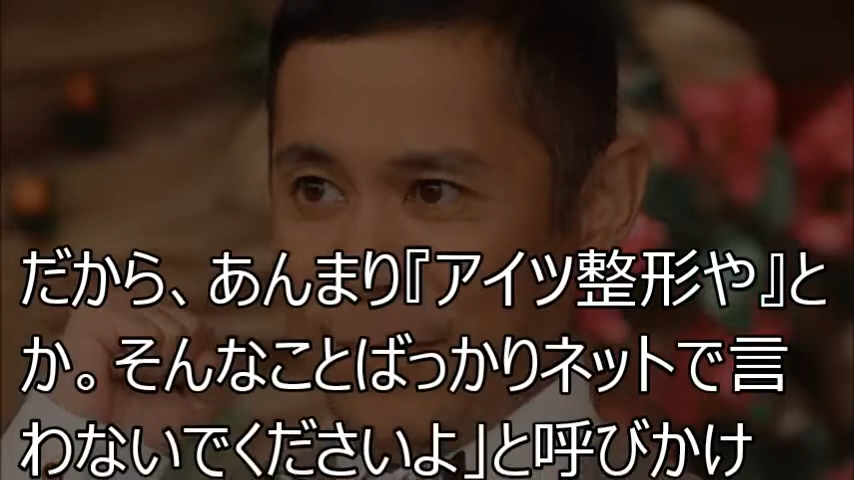 だから、あんまり『アイツ整形や』と
か。そんなことばっかりネットで言
わないでくださいよ」と呼びかけ